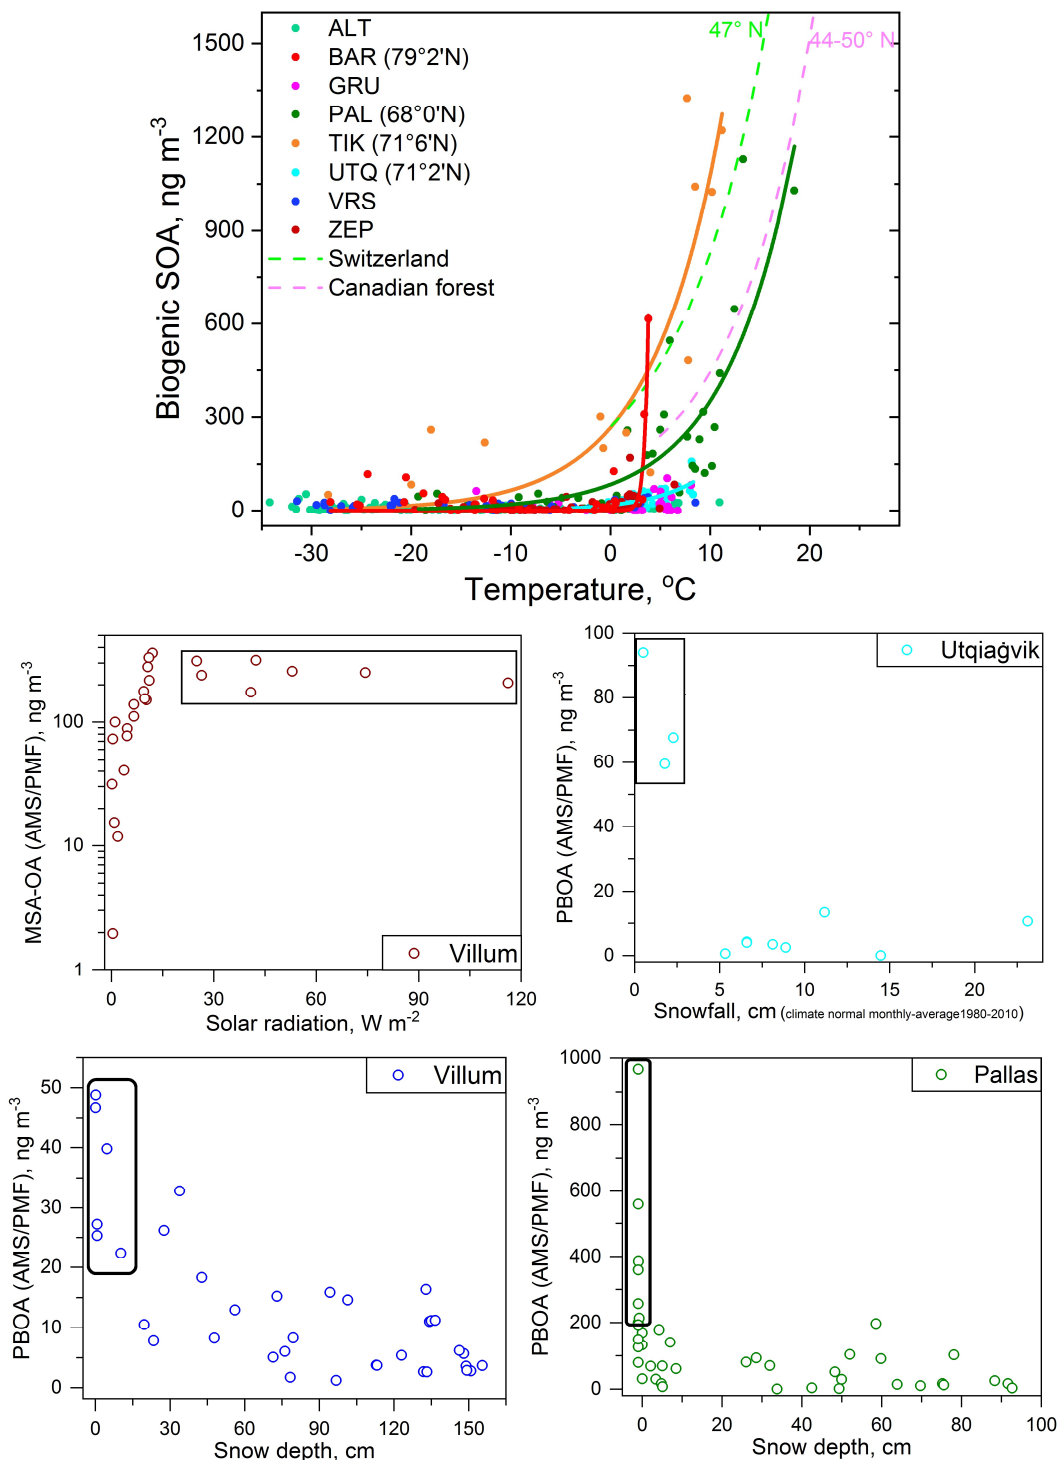 Biogenic SOA, ng m⁻³
1500
1200
900
600
300
0
ALT
BAR (79°2'N)
GRU
PAL (68°0'N)
TIK (71°6'N)
UTQ (71°2'N)
VRS
ZEP
Switzerland
Canadian forest
47° N
44-50° N
-30 -20 -10 0 10 20
Temperature, °C
MSA-OA (AMS/PMF), ng m⁻³
100
10
1
Villum
0 30 60 90 120
Solar radiation, W m⁻²
PBOA (AMS/PMF), ng m⁻³
100
80
60
40
20
0
Utqiaġvik
0 5 10 15 20
Snowfall, cm (climate normal monthly-average1980-2010)
PBOA (AMS/PMF), ng m⁻³
50
40
30
20
10
0
Villum
0 30 60 90 120 150
Snow depth, cm
PBOA (AMS/PMF), ng m⁻³
1000
800
600
400
200
0
Pallas
0 20 40 60 80 100
Snow depth, cm